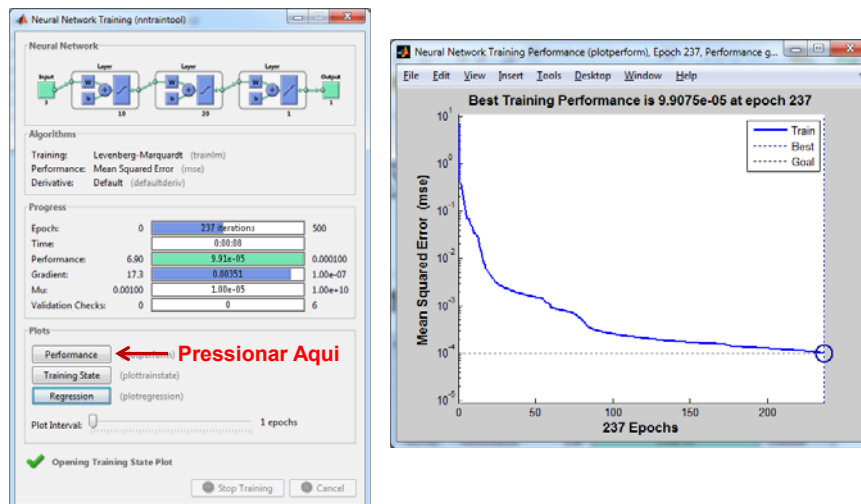 Neural Network Training (nntraintool)
Neural Network
Input
Layer
Layer
Layer
Output
W
b
W
b
W
b
3
10
20
1
1
Algorithms
Training: Levenberg-Marquardt (trainlm)
Performance: Mean Squared Error (mse)
Derivative: Default (defaultderiv)
Progress
Epoch: 0 237 iterations 500
Time: 0:00:08
Performance: 6.90 9.91e-05 0.000100
Gradient: 17.3 0.00351 1.00e-07
Mu: 0.00100 1.00e-05 1.00e+10
Validation Checks: 0 0 6
Plots
Performance
Pressionar Aqui
Training State (plottrainstate)
Regression (plotregression)
Plot Interval: 1 epochs
Opening Training State Plot
Stop Training Cancel
Neural Network Training Performance (plotperform), Epoch 237, Performance g...
File Edit View Insert Tools Desktop Window Help
Best Training Performance is 9.9075e-05 at epoch 237
Train
Best
Goal
Mean Squared Error (mse)
10^1
10^0
10^-1
10^-2
10^-3
10^-4
10^-5
0 50 100 150 200
237 Epochs